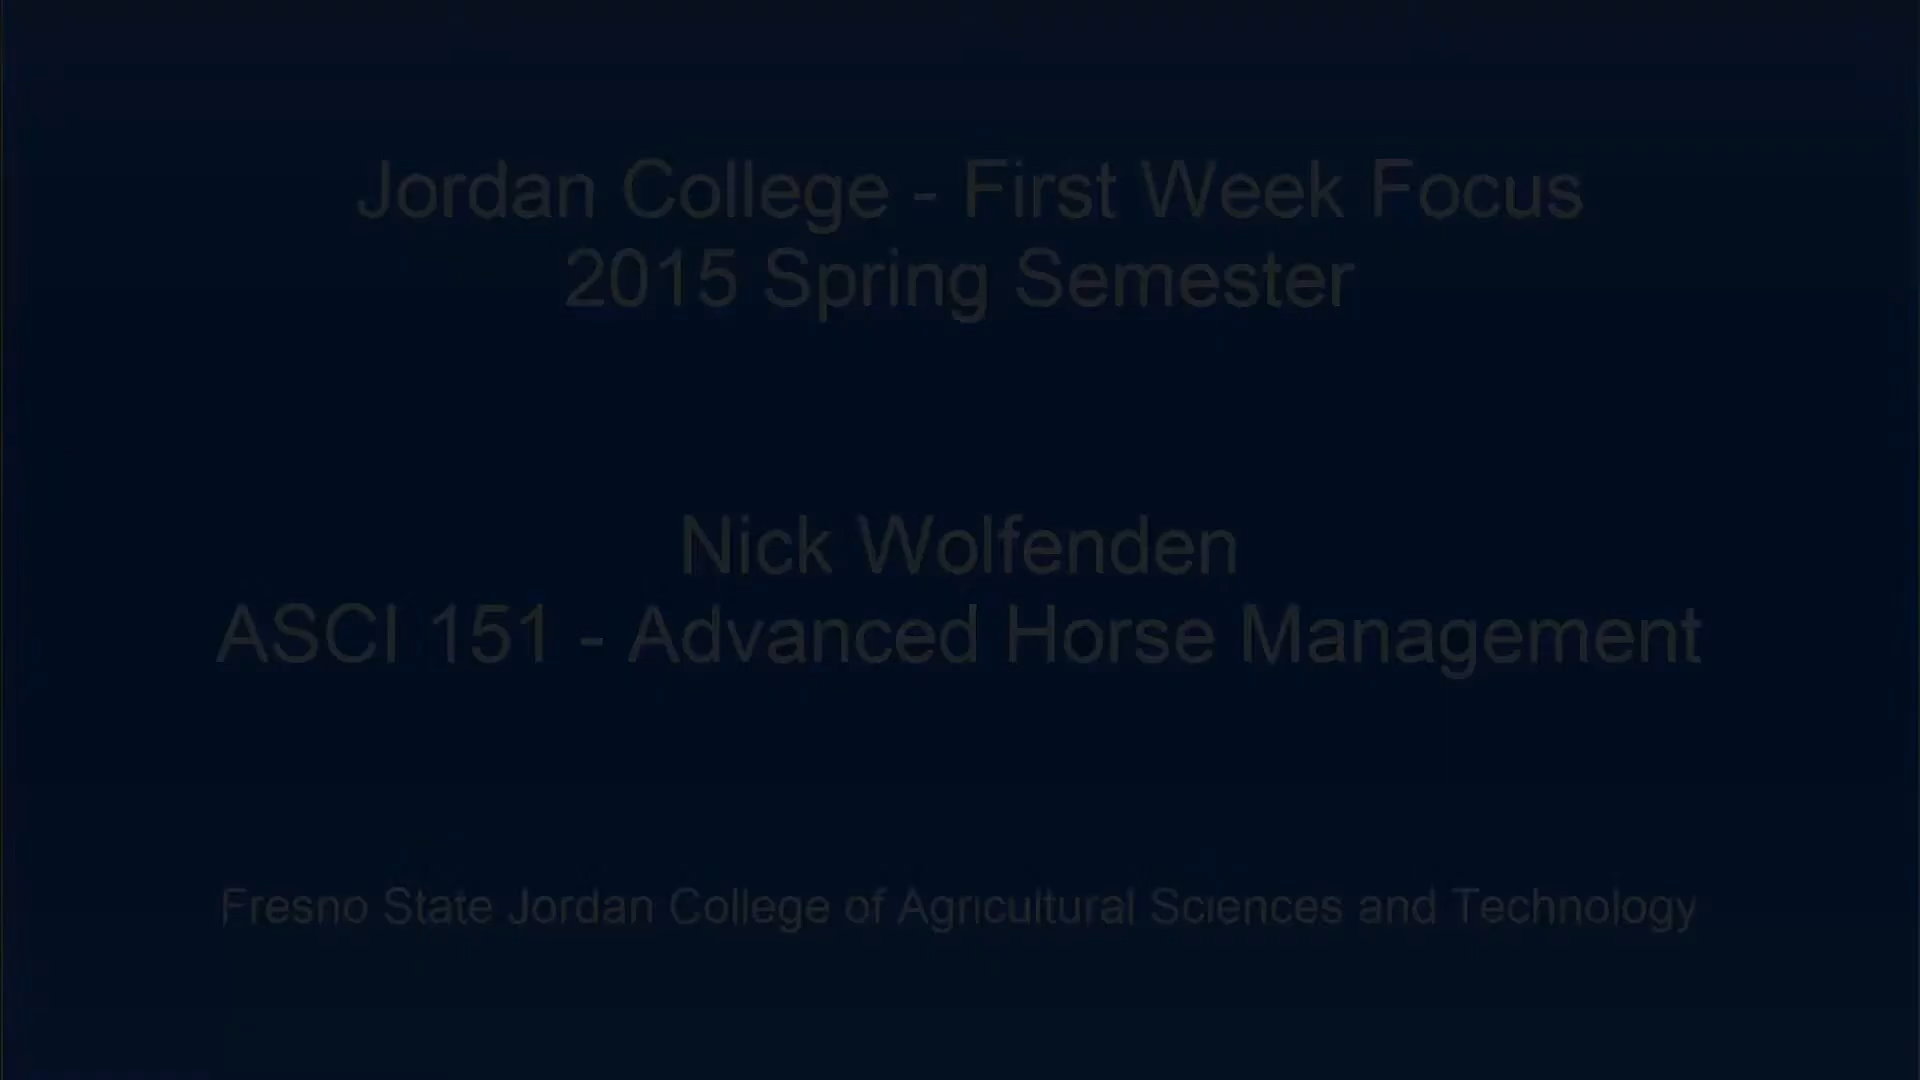 Jordan College - First Week Focus
2015 Spring Semester
Nick Wolfenden
ASCI 151 - Advanced Horse Management
Fresno State Jordan College of Agricultural Sciences and Technology